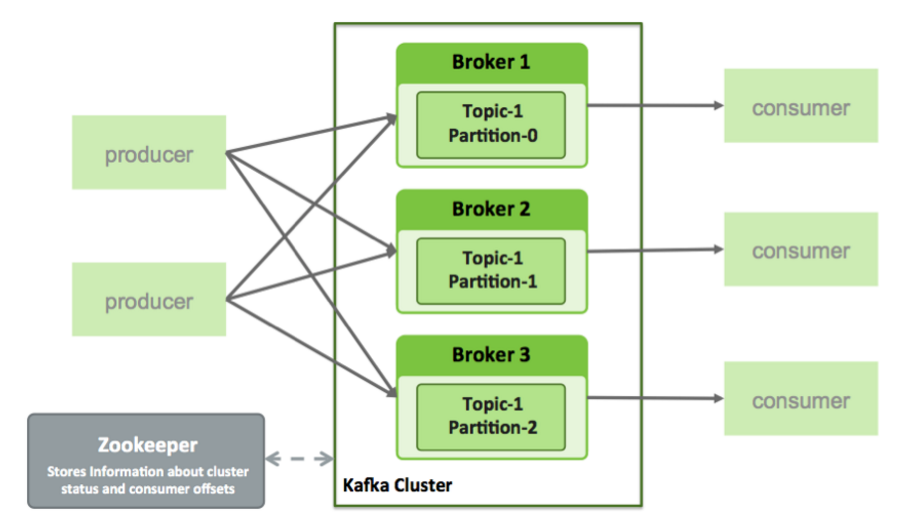 Broker 1
Topic-1
Partition-0
consumer
producer
Broker 2
Topic-1
Partition-1
consumer
producer
Broker 3
Topic-1
Partition-2
consumer
Zookeeper
Stores Information about cluster
status and consumer offsets
Kafka Cluster